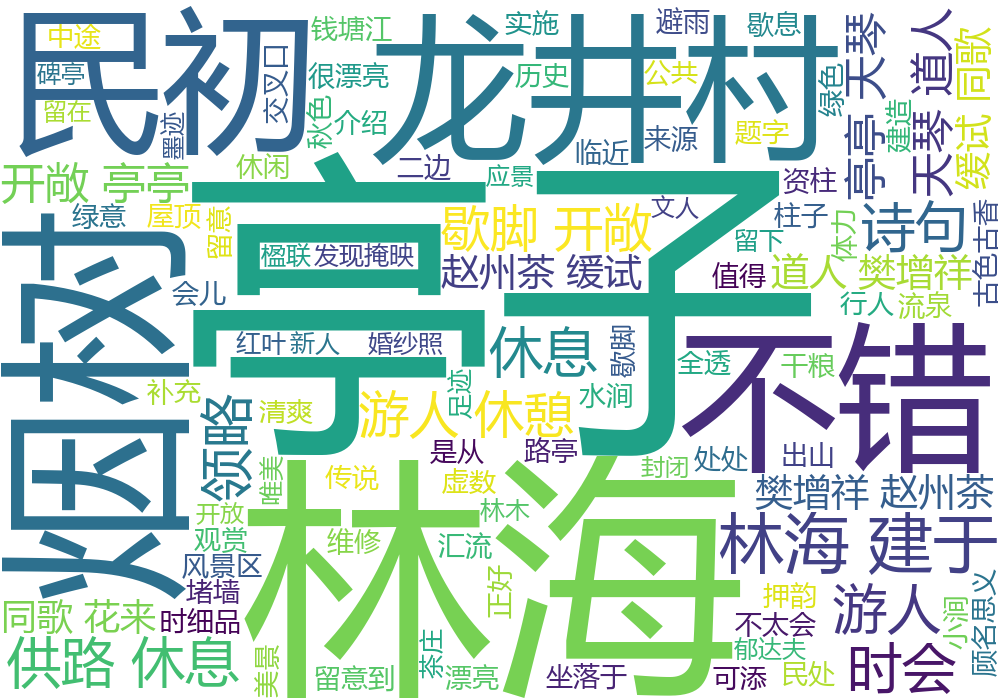 民初
龙井村
亭子
林海
烟树
不错
中途
碑亭
留在
墨迹
交叉口
钱塘江
很漂亮
秋色
介绍
实施
历史
避雨
公共
歇息
绿色
天琴
道人
同歌
来源
题字
临近
亭亭
建造
天琴
缓试
开敞 亭亭
休闲
二边
应景
资柱
绿意
屋顶
留意
楹联
发现
掩映
歇脚 开敞
文人
柱子
留下
体力
诗句
古色古香
赵州茶 缓试
值得
道人 樊增祥
会儿
行人
流泉
红叶
新人
婚纱照
休息
歇脚
全透
干粮
补充
领略
清爽
游人 休憩
足迹
水涧
是从
路亭
封闭
处处
出山
唯美
传说
虚数
樊增祥 赵州茶
开放
观赏
维修
林木
汇流
林海 建于
风景区
堵墙
正好
押韵
游人
小涧
顾名思义
同歌 花来
时细品
不太会
供路 休息
美景
茶庄
郁达夫
留意到
漂亮
坐落于
可添
民处
时会